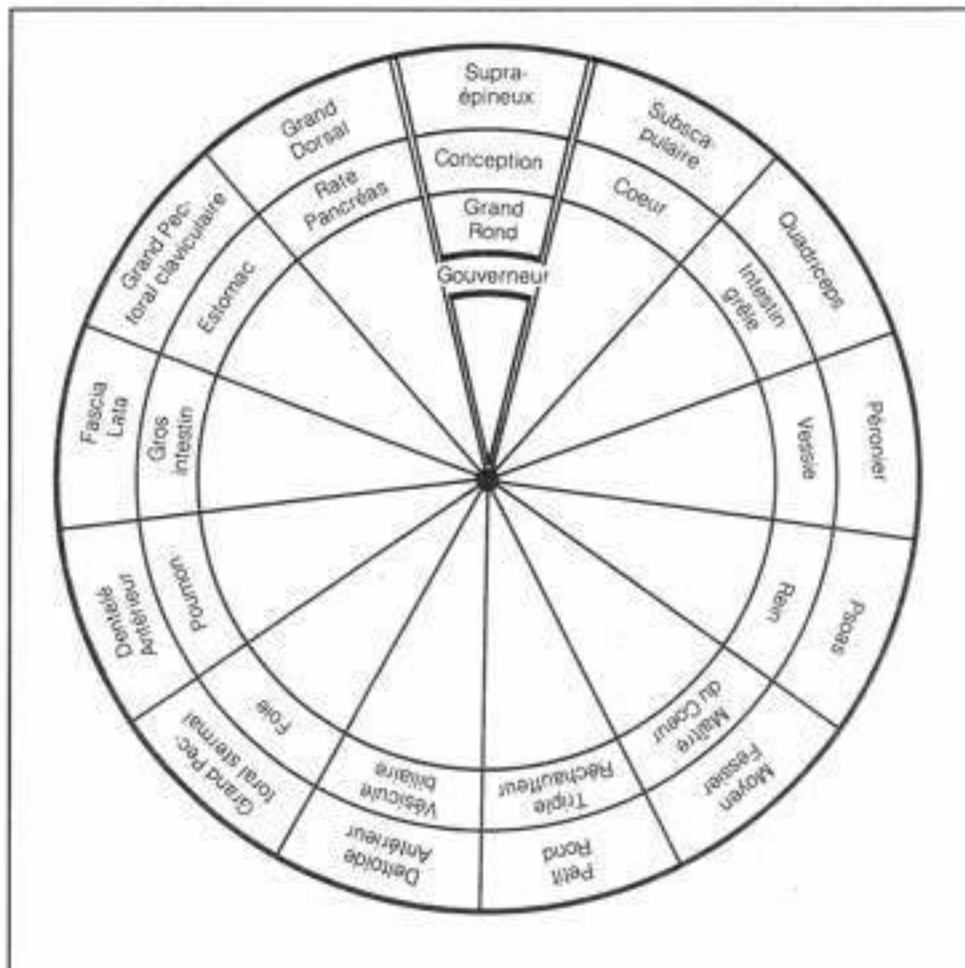 Supra-
épineux
Conception
Grand
Rond
Gouverneur
Subsca-
pulaire
Coeur
Quadriceps
Intestin
grêle
Péronier
Vessie
Psoas
Rein
Moyen
Fessier
Maître
du Coeur
Petit
Rond
Triple
Réchauffeur
Deltoïde
Antérieur
Vésicule
biliaire
Grand Pec-
toral sternal
Foie
Dentelé
Antérieur
Poumon
Fascia
Lata
Gros
intestin
Grand Pec-
toral claviculaire
Estomac
Grand
Dorsal
Rate
Pancréas